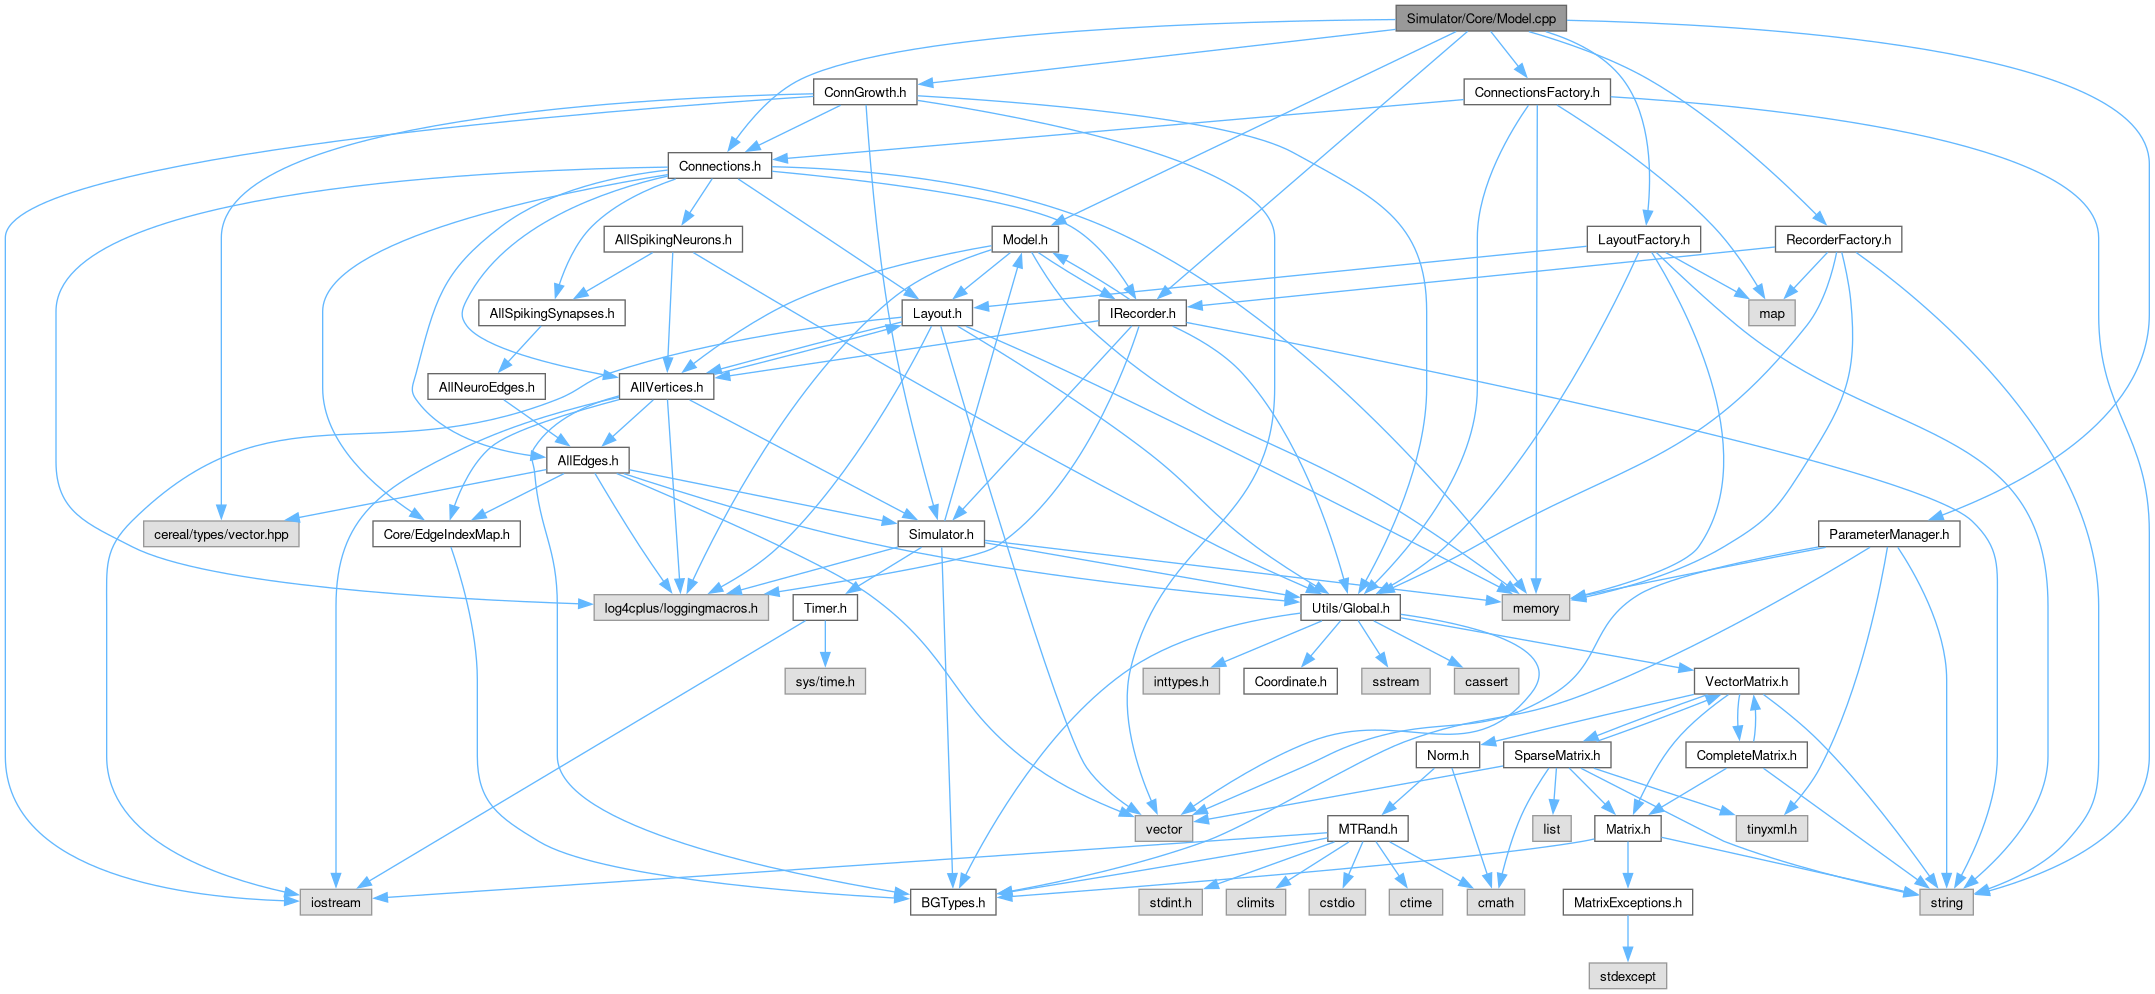 Simulator/Core/Model.cpp
ConnGrowth.h
ConnectionsFactory.h
Connections.h
AllSpikingNeurons.h
Model.h
LayoutFactory.h
RecorderFactory.h
AllSpikingSynapses.h
Layout.h
IRecorder.h
map
AllNeuroEdges.h
AllVertices.h
AllEdges.h
cereal/types/vector.hpp
Core/EdgeIndexMap.h
Simulator.h
ParameterManager.h
log4cplus/loggingmacros.h
Timer.h
Utils/Global.h
memory
sys/time.h
inttypes.h
Coordinate.h
sstream
cassert
VectorMatrix.h
Norm.h
SparseMatrix.h
CompleteMatrix.h
vector
MTRand.h
list
Matrix.h
tinyxml.h
iostream
BGTypes.h
stdint.h
climits
cstdio
ctime
cmath
MatrixExceptions.h
string
stdexcept